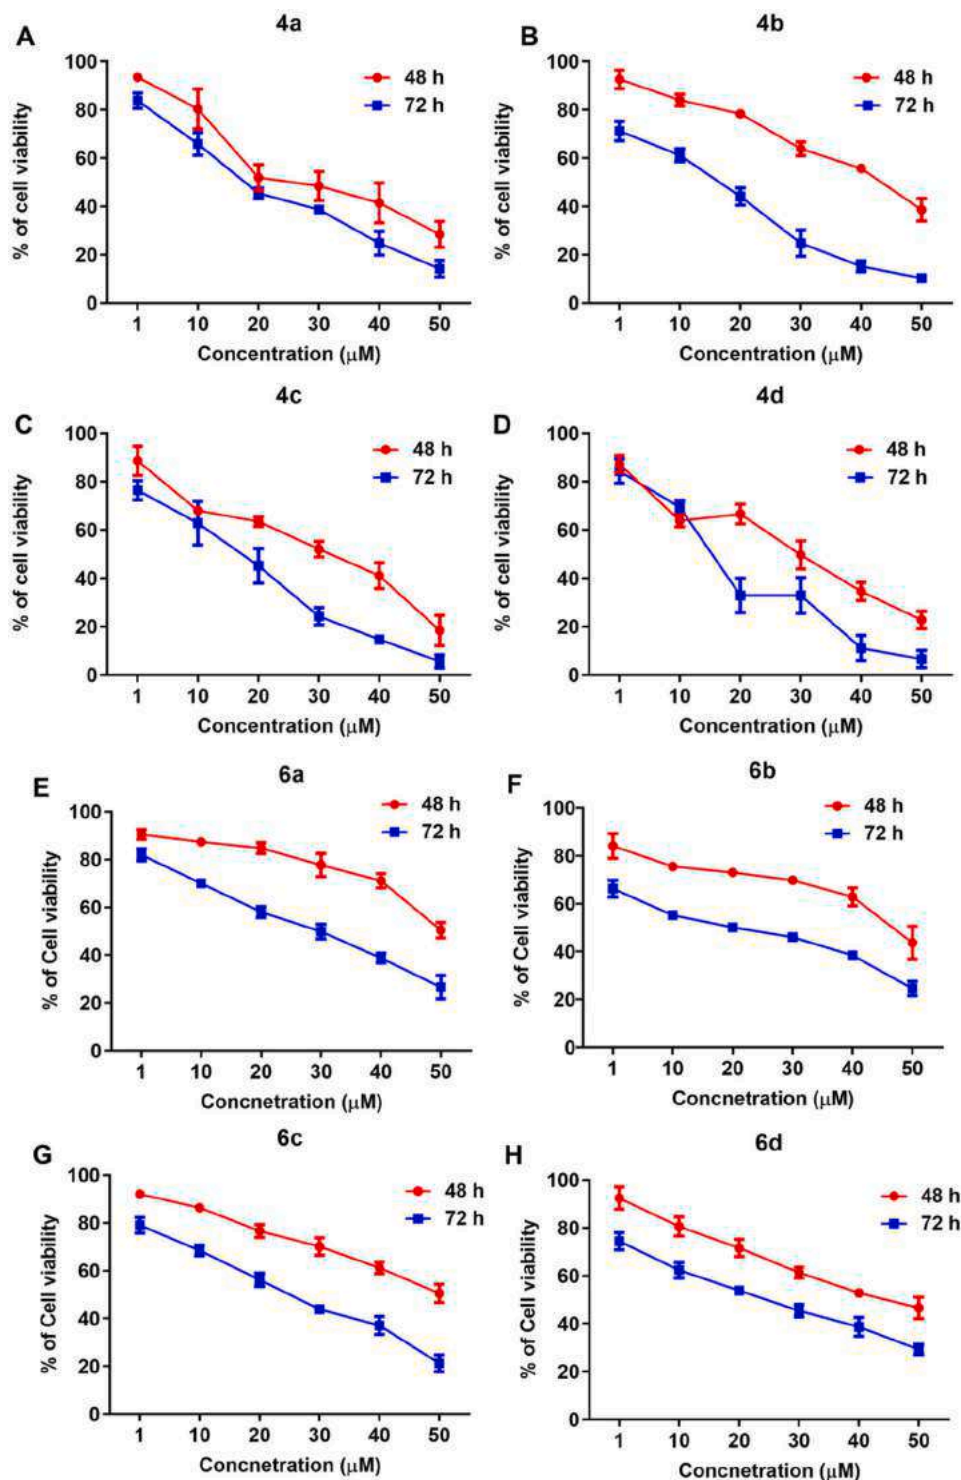 A
4a
% of cell viability
100
80
60
40
20
0
48 h
72 h
1 10 20 30 40 50
Concentration (μM)
B
4b
% of cell viability
100
80
60
40
20
0
48 h
72 h
1 10 20 30 40 50
Concentration (μM)
C
4c
% of cell viability
100
80
60
40
20
0
48 h
72 h
1 10 20 30 40 50
Concentration (μM)
D
4d
% of cell viability
100
80
60
40
20
0
48 h
72 h
1 10 20 30 40 50
Concentration (μM)
E
6a
% of Cell viability
100
80
60
40
20
0
48 h
72 h
1 10 20 30 40 50
Concnetration (μM)
F
6b
% of Cell viability
100
80
60
40
20
0
48 h
72 h
1 10 20 30 40 50
Concnetration (μM)
G
6c
% of Cell viability
100
80
60
40
20
0
48 h
72 h
1 10 20 30 40 50
Concnetration (μM)
H
6d
% of Cell viability
100
80
60
40
20
0
48 h
72 h
1 10 20 30 40 50
Concnetration (μM)